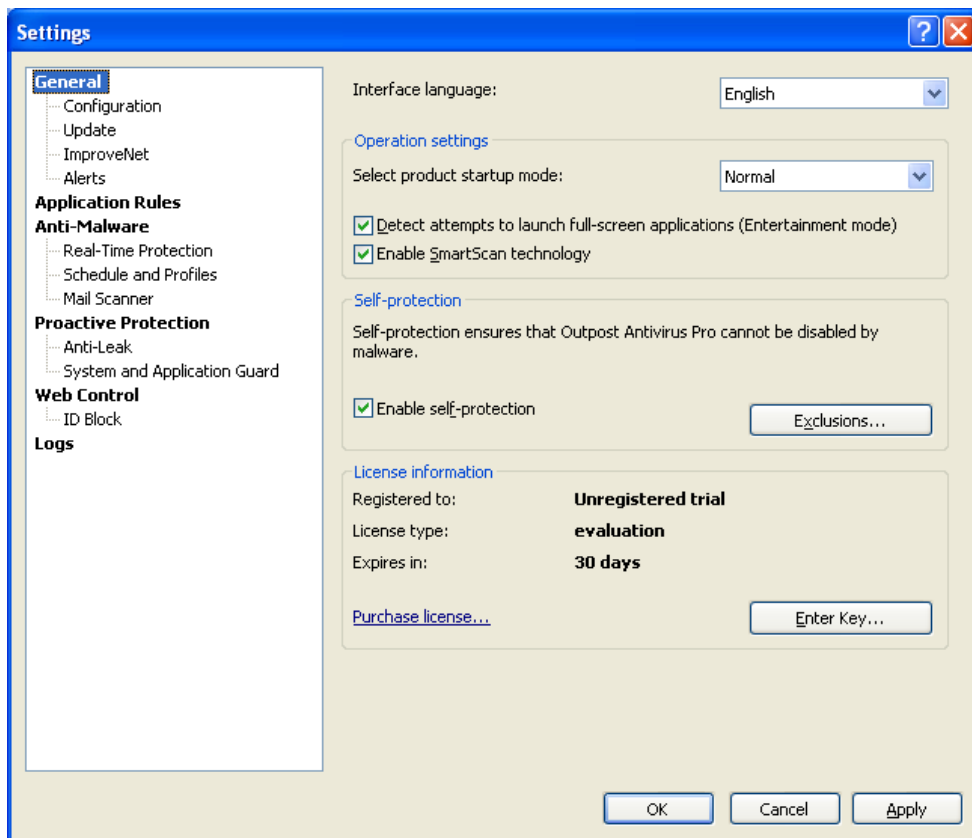 Settings
General
Configuration
Update
ImproveNet
Alerts
Application Rules
Anti-Malware
Real-Time Protection
Schedule and Profiles
Mail Scanner
Proactive Protection
Anti-Leak
System and Application Guard
Web Control
ID Block
Logs
Interface language: English
Operation settings
Select product startup mode: Normal
Detect attempts to launch full-screen applications (Entertainment mode)
Enable SmartScan technology
Self-protection
Self-protection ensures that Outpost Antivirus Pro cannot be disabled by
malware.
Enable self-protection Exclusions...
License information
Registered to: Unregistered trial
License type: evaluation
Expires in: 30 days
Purchase license... Enter Key...
OK Cancel Apply